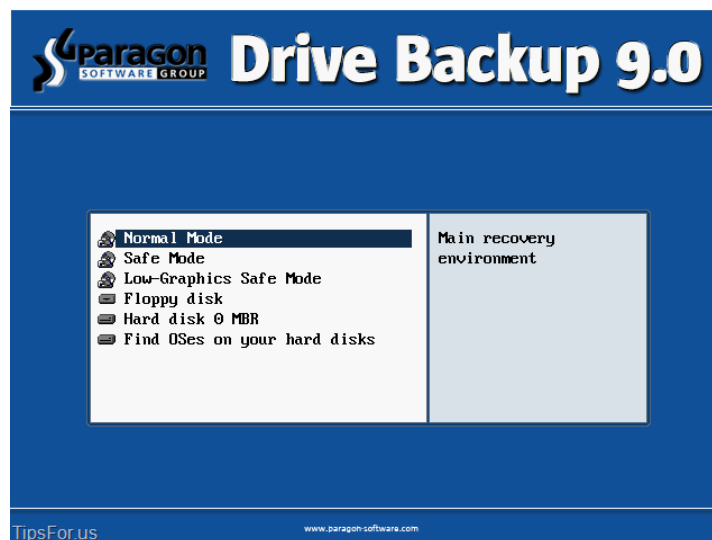 paragon
SOFTWARE GROUP
Drive Backup 9.0
Normal Mode
Safe Mode
Low-Graphics Safe Mode
Floppy disk
Hard disk 0 MBR
Find OSes on your hard disks
Main recovery
environment
TipsFor.us
www.paragon-software.com